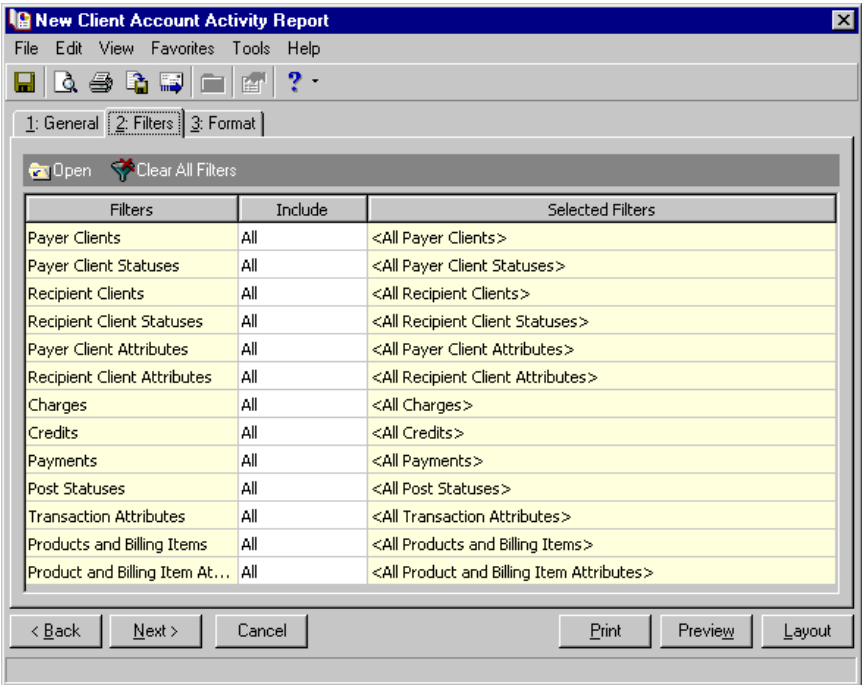 New Client Account Activity Report
File Edit View Favorites Tools Help
?
1: General 2: Filters 3: Format
Open Clear All Filters
Filters Include Selected Filters
Payer Clients All <All Payer Clients>
Payer Client Statuses All <All Payer Client Statuses>
Recipient Clients All <All Recipient Clients>
Recipient Client Statuses All <All Recipient Client Statuses>
Payer Client Attributes All <All Payer Client Attributes>
Recipient Client Attributes All <All Recipient Client Attributes>
Charges All <All Charges>
Credits All <All Credits>
Payments All <All Payments>
Post Statuses All <All Post Statuses>
Transaction Attributes All <All Transaction Attributes>
Products and Billing Items All <All Products and Billing Items>
Product and Billing Item At... All <All Product and Billing Item Attributes>
< Back Next > Cancel Print Preview Layout